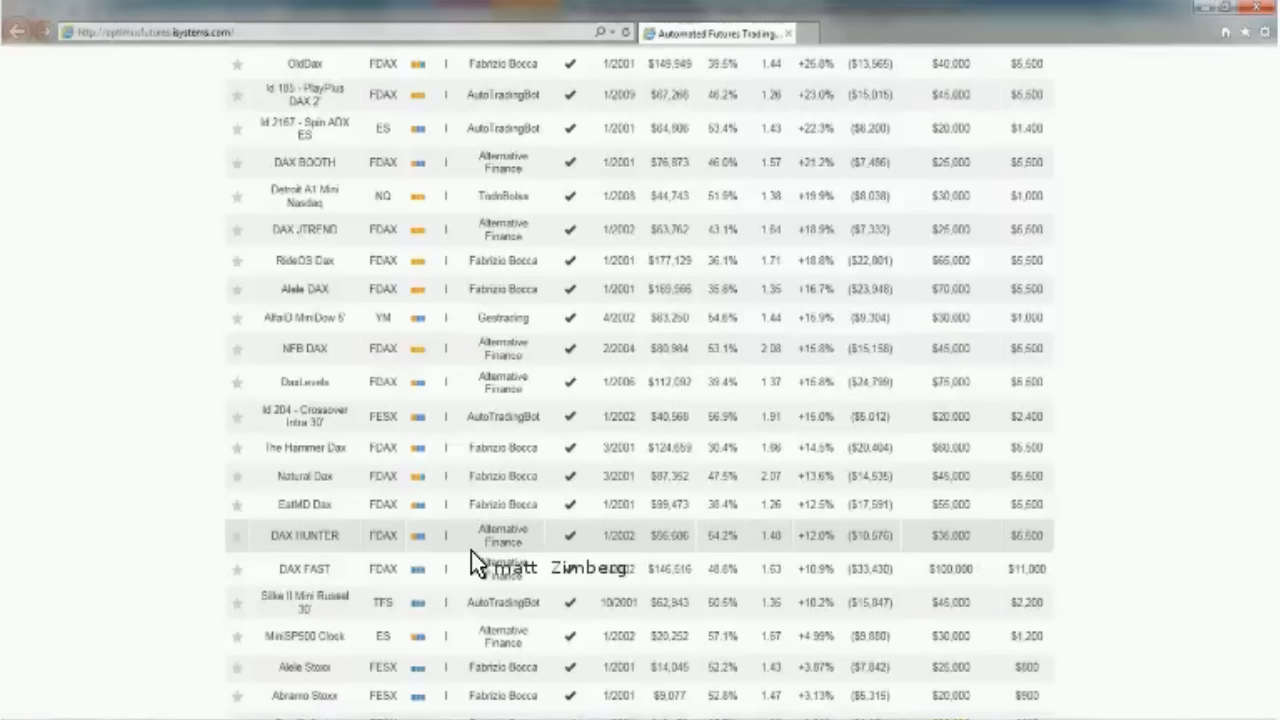 http://optimusfutures.isystems.com/ Automated Futures Trading...
OldDax FDAX I Fabrizio Bocca ✔ 1/2001 $149,949 39.5% 1.44 +25.8% ($13,565) $40,000 $5,500
Id 185 - PlayPlus
DAX 2' FDAX I AutoTradingBot ✔ 1/2009 $87,266 46.2% 1.26 +23.0% ($15,015) $45,000 $5,500
Id 2167 - Spin ADX
ES ES I AutoTradingBot ✔ 1/2001 $64,806 53.4% 1.43 +22.3% ($8,200) $20,000 $1,400
DAX BOOTH FDAX I Alternative
Finance ✔ 1/2001 $76,873 46.0% 1.57 +21.2% ($7,486) $25,000 $5,500
Detroit A1 Mini
Nasdaq NQ I TodoBolsa ✔ 1/2008 $44,743 51.9% 1.38 +19.9% ($8,038) $30,000 $1,000
DAX JTREND FDAX I Alternative
Finance ✔ 1/2002 $63,762 43.1% 1.64 +18.9% ($7,332) $25,000 $5,500
RideOS Dax FDAX I Fabrizio Bocca ✔ 1/2001 $177,129 36.1% 1.71 +18.8% ($22,801) $65,000 $5,500
Alele DAX FDAX I Fabrizio Bocca ✔ 1/2001 $169,966 35.8% 1.35 +16.7% ($23,948) $70,000 $5,500
AlfaID MiniDow 6' YM I Gestrading ✔ 4/2002 $63,250 54.6% 1.44 +15.9% ($9,304) $30,000 $1,000
NFB DAX FDAX I Alternative
Finance ✔ 2/2004 $80,984 53.1% 2.08 +15.8% ($15,158) $45,000 $5,500
DaxLevels FDAX I Alternative
Finance ✔ 1/2006 $112,092 39.4% 1.37 +15.8% ($24,799) $75,000 $5,500
Id 204 - Crossover
Intra 30' FESX I AutoTradingBot ✔ 1/2002 $40,568 56.9% 1.91 +15.0% ($5,012) $20,000 $2,400
The Hammer Dax FDAX I Fabrizio Bocca ✔ 3/2001 $124,659 30.4% 1.66 +14.5% ($20,404) $60,000 $5,500
Natural Dax FDAX I Fabrizio Bocca ✔ 3/2001 $87,352 47.5% 2.07 +13.6% ($14,535) $45,000 $5,500
EatMD Dax FDAX I Fabrizio Bocca ✔ 1/2001 $99,473 38.4% 1.26 +12.5% ($17,591) $55,000 $5,500
DAX HUNTER FDAX I Alternative
Finance ✔ 1/2002 54.2% 1.48 +12.0% ($10,576) $5,500
DAX FAST FDAX $146,516 48.6% 1.63 +10.9% ($33,430) $100,000 $11,000
matt Zimberg
Silke II Mini Russel
30' TFS I AutoTradingBot ✔ 10/2001 $62,943 50.5% 1.35 +10.2% ($15,847) $45,000 $2,200
MiniSP500 Clock ES I Alternative
Finance ✔ 1/2002 $20,252 57.1% 1.67 +4.99% ($9,880) $30,000 $1,200
Alele Stoxx FESX I Fabrizio Bocca ✔ 1/2001 $14,045 52.2% 1.43 +3.87% ($7,842) $25,000 $800
Abramo Stoxx FESX I Fabrizio Bocca ✔ 1/2001 $9,077 52.8% 1.47 +3.13% ($5,315) $20,000 $900